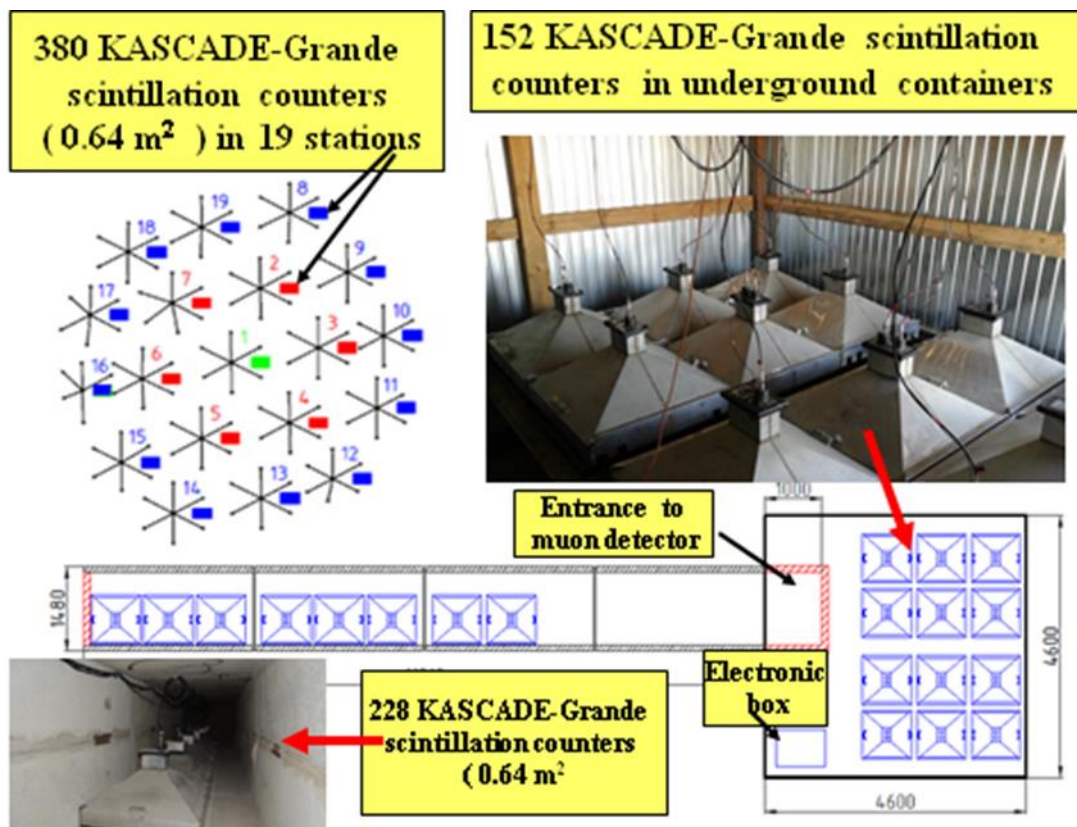 380 KASCADE-Grande
scintillation counters
( 0.64 m² ) in 19 stations
152 KASCADE-Grande scintillation
counters in underground containers
8
19
18
9
2
7
17
10
3
1
6
16
11
4
5
15
12
13
14
Entrance to
muon detector
1000
1480
4600
Electronic
box
228 KASCADE-Grande
scintillation counters
( 0.64 m²
4600